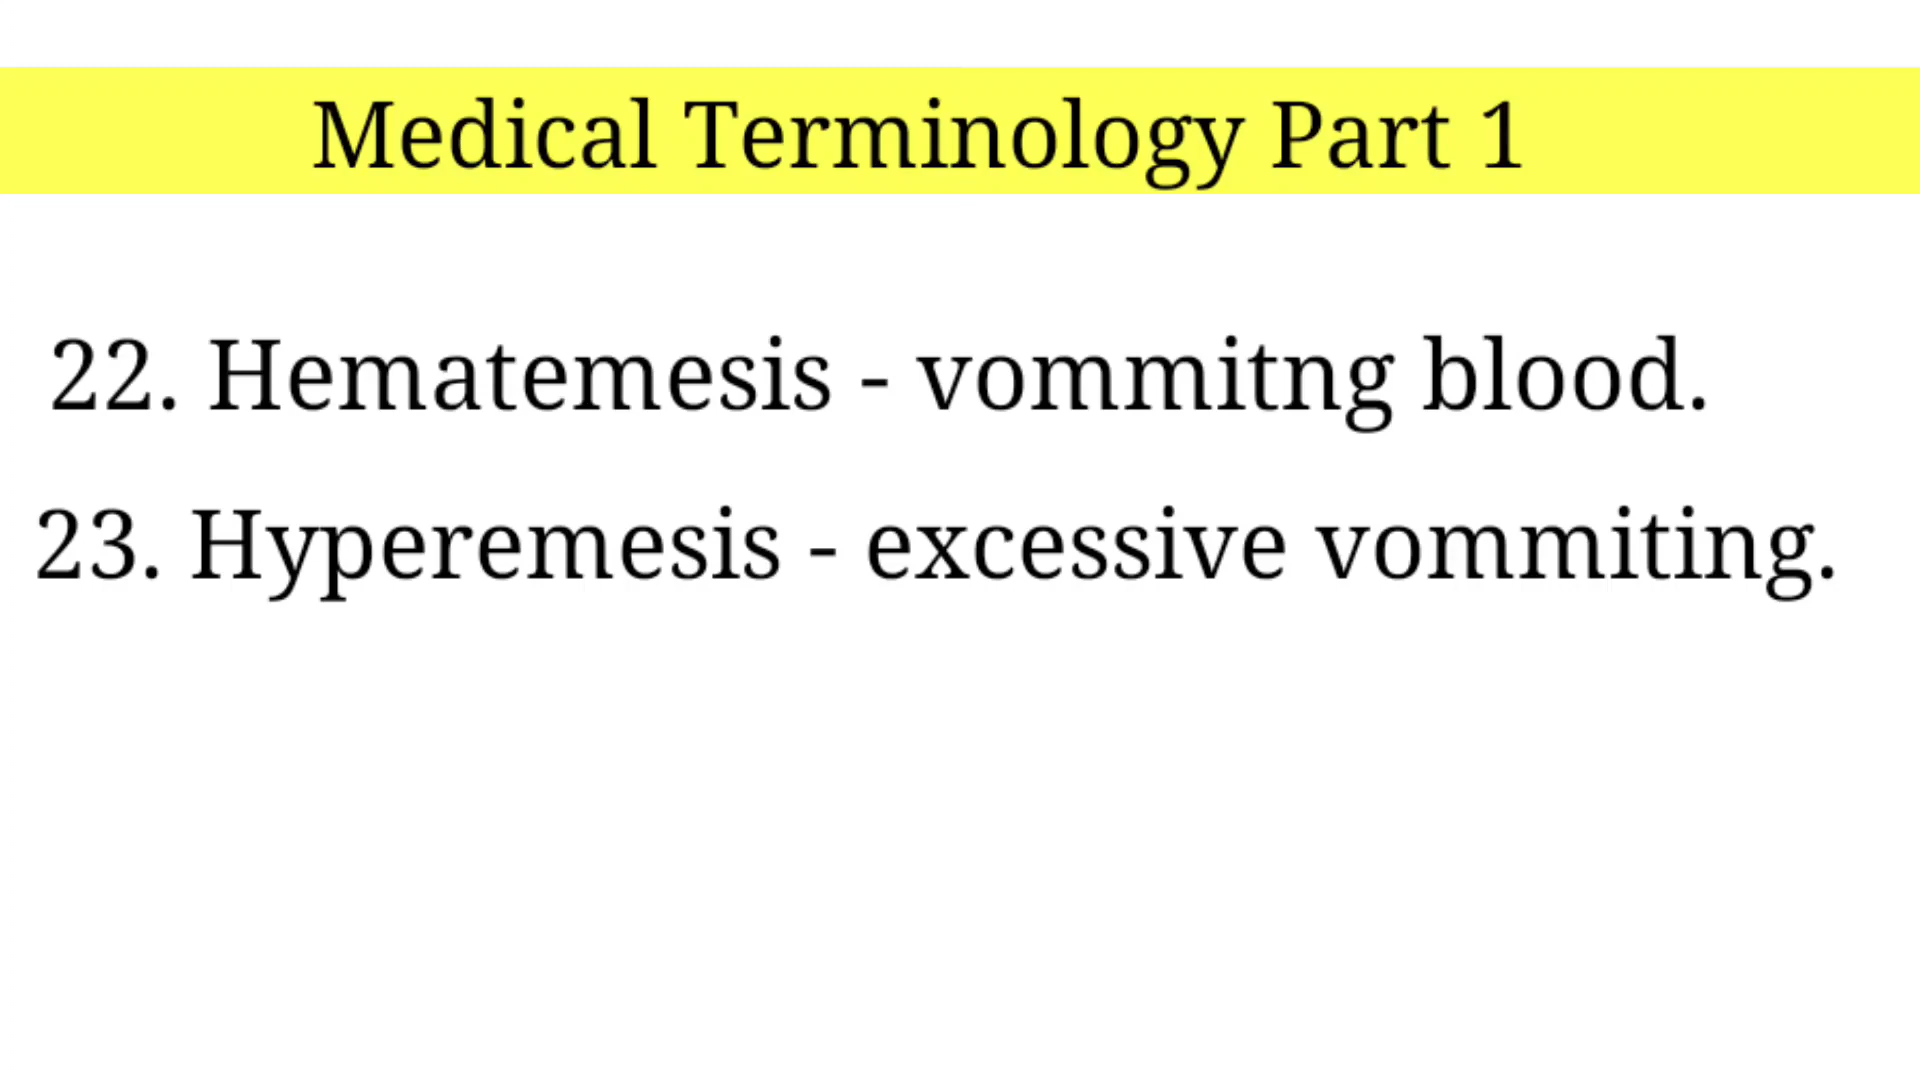 Medical Terminology Part 1
22. Hematemesis - vommitng blood.
23. Hyperemesis - excessive vommiting.